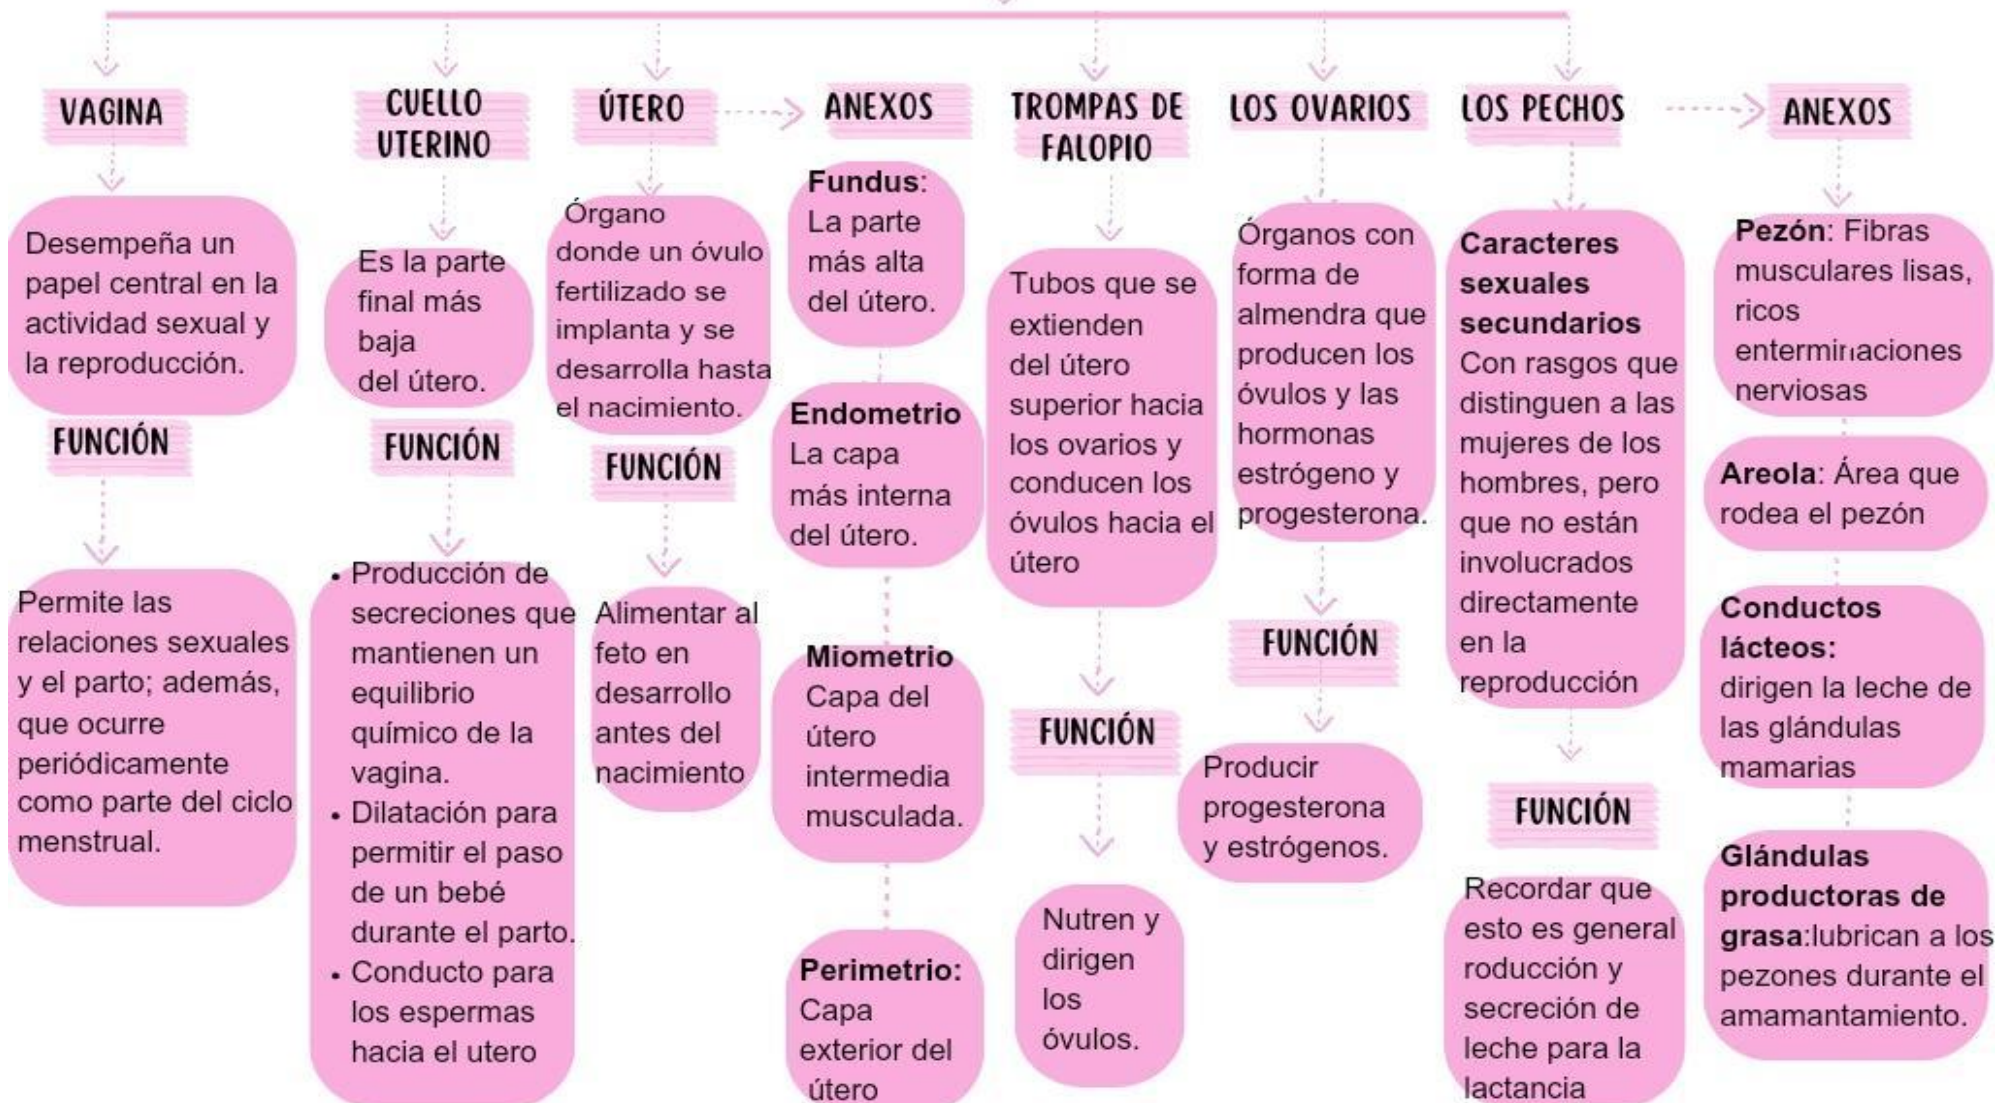 VAGINA
Desempeña un
papel central en la
actividad sexual y
la reproducción.
FUNCIÓN
Permite las
relaciones sexuales
y el parto; además,
que ocurre
periódicamente
como parte del ciclo
menstrual.
CUELLO
UTERINO
Es la parte
final más
baja
del útero.
FUNCIÓN
• Producción de
secreciones que
mantienen un
equilibrio
químico de la
vagina.
• Dilatación para
permitir el paso
de un bebé
durante el parto.
• Conducto para
los espermas
hacia el utero
ÚTERO
Órgano
donde un óvulo
fertilizado se
implanta y se
desarrolla hasta
el nacimiento.
FUNCIÓN
Alimentar al
feto en
desarrollo
antes del
nacimiento
ANEXOS
Fundus:
La parte
más alta
del útero.
Endometrio
La capa
más interna
del útero.
Miometrio
Capa del
útero
intermedia
musculada.
Perimetrio:
Capa
exterior del
útero
TROMPAS DE
FALOPIO
Tubos que se
extienden
del útero
superior hacia
los ovarios y
conducen los
óvulos hacia el
útero
FUNCIÓN
Nutren y
dirigen
los
óvulos.
LOS OVARIOS
Órganos con
forma de
almendra que
producen los
óvulos y las
hormonas
estrógeno y
progesterona.
FUNCIÓN
Producir
progesterona
y estrógenos.
LOS PECHOS
Caracteres
sexuales
secundarios
Con rasgos que
distinguen a las
mujeres de los
hombres, pero
que no están
involucrados
directamente
en la
reproducción
FUNCIÓN
Recordar que
esto es general
roducción y
secreción de
leche para la
lactancia
ANEXOS
Pezón: Fibras
musculares lisas,
ricos
enterminaciones
nerviosas
Areola: Área que
rodea el pezón
Conductos
lácteos:
dirigen la leche de
las glándulas
mamarias
Glándulas
productoras de
grasa:lubrican a los
pezones durante el
amamantamiento.